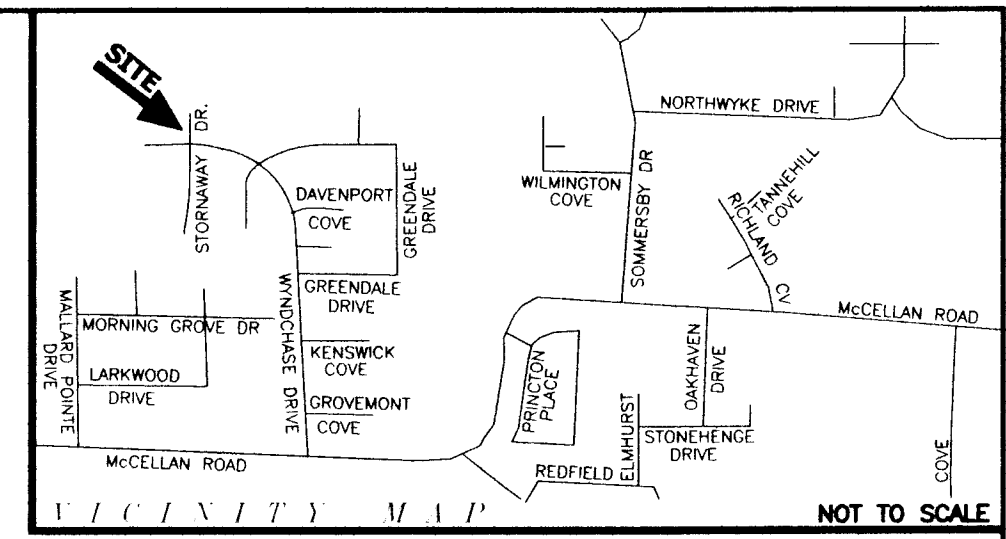 SITE
STORNAWAY DR.
DAVENPORT
COVE
GREENDALE
DRIVE
GREENDALE
DRIVE
WYNDCHASE DRIVE
MALLARD POINTE
DRIVE
MORNING GROVE DR
LARKWOOD
DRIVE
KENSWICK
COVE
GROVEMONT
COVE
McCELLAN ROAD
NORTHWYKE DRIVE
WILMINGTON
COVE
SOMMERSBY DR
TANNEHILL
COVE
RICHLAND CV
McCELLAN ROAD
PRINCTON
PLACE
OAKHAVEN
DRIVE
ELMHURST
STONEHENGE
DRIVE
REDFIELD
COVE
VICINITY MAP
NOT TO SCALE